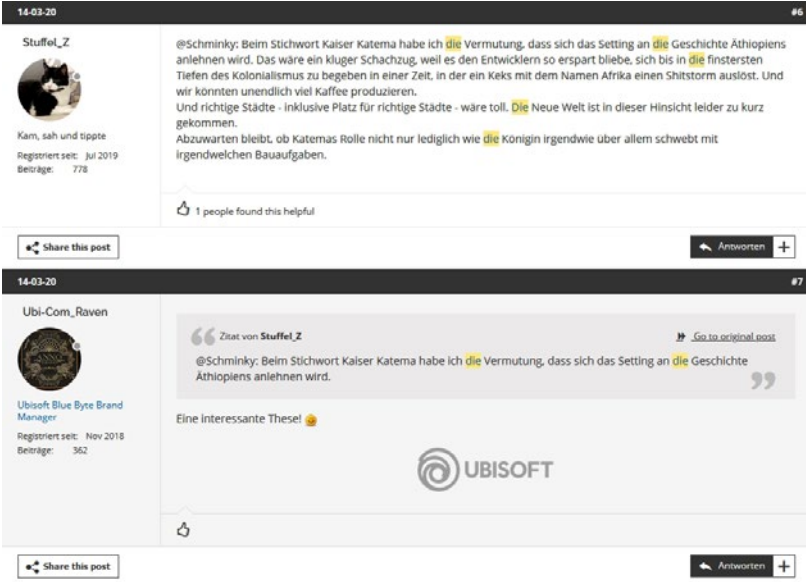 14-03-20 #6
Stuffel_Z
Kam, sah und tippte
Registriert seit: Jul 2019
Beiträge: 778
@Schminky: Beim Stichwort Kaiser Katema habe ich die Vermutung, dass sich das Setting an die Geschichte Äthiopiens
anlehnen wird. Das wäre ein kluger Schachzug, weil es den Entwicklern so erspart bliebe, sich bis in die finstersten
Tiefen des Kolonialismus zu begeben in einer Zeit, in der ein Keks mit dem Namen Afrika einen Shitstorm auslöst. Und
wir könnten unendlich viel Kaffee produzieren.
Und richtige Städte - inklusive Platz für richtige Städte - wäre toll. Die Neue Welt ist in dieser Hinsicht leider zu kurz
gekommen.
Abzuwarten bleibt, ob Katemas Rolle nicht nur lediglich wie die Königin irgendwie über allem schwebt mit
irgendwelchen Bauaufgaben.
1 people found this helpful
Share this post
Antworten
14-03-20 #7
Ubi-Com_Raven
Ubisoft Blue Byte Brand
Manager
Registriert seit: Nov 2018
Beiträge: 362
Zitat von Stuffel_Z
Go to original post
@Schminky: Beim Stichwort Kaiser Katema habe ich die Vermutung, dass sich das Setting an die Geschichte
Äthiopiens anlehnen wird.
Eine interessante These!
UBISOFT
Share this post
Antworten